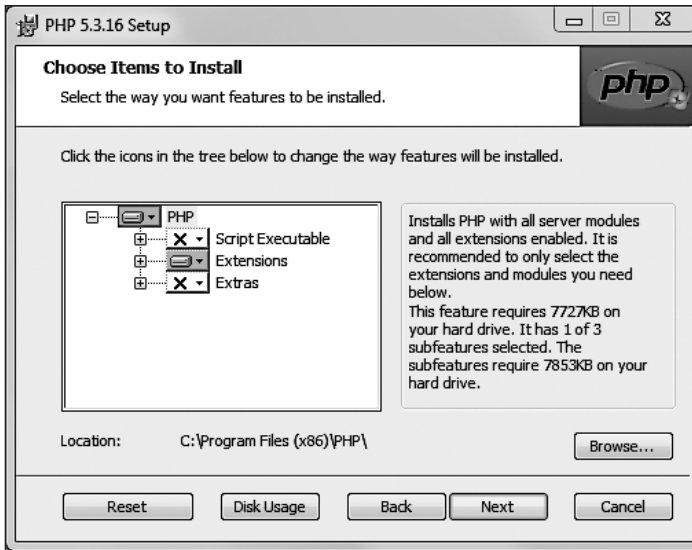 PHP 5.3.16 Setup
Choose Items to Install
Select the way you want features to be installed.
php
Click the icons in the tree below to change the way features will be installed.
PHP
Script Executable
Extensions
Extras
Installs PHP with all server modules
and all extensions enabled. It is
recommended to only select the
extensions and modules you need
below.
This feature requires 7727KB on
your hard drive. It has 1 of 3
subfeatures selected. The
subfeatures require 7853KB on your
hard drive.
Location: C:\Program Files (x86)\PHP\
Browse...
Reset Disk Usage Back Next Cancel